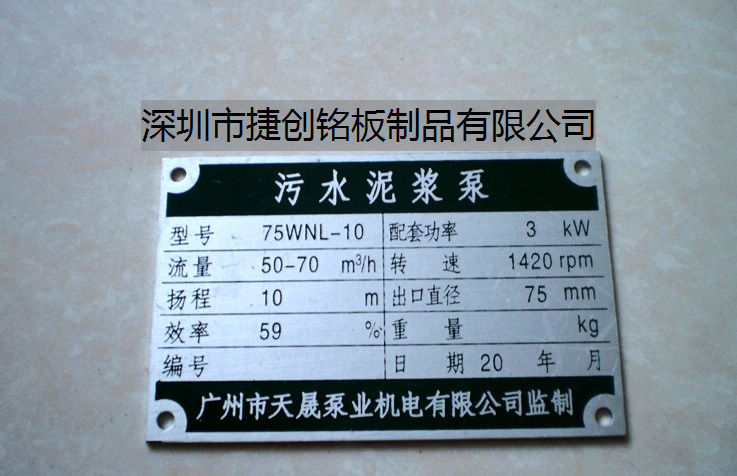 深圳市捷创铭板制品有限公司
污水泥浆泵
型号 75WNL-10 配套功率 3 kW
流量 50-70 m³/h 转速 1420 rpm
扬程 10 m 出口直径 75 mm
效率 59 % 重量 kg
编号 日期 20 年 月
广州市天晟泵业机电有限公司监制